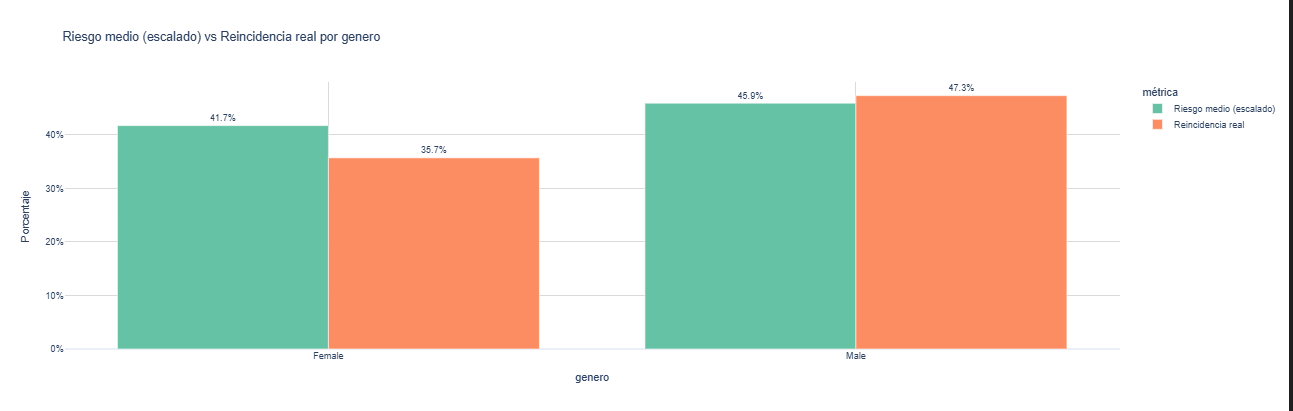 Riesgo medio (escalado) vs Reincidencia real por genero
47.3%
45.9%
41.7%
35.7%
métrica
Riesgo medio (escalado)
Reincidencia real
40%
30%
20%
10%
0%
Porcentaje
Female
Male
genero